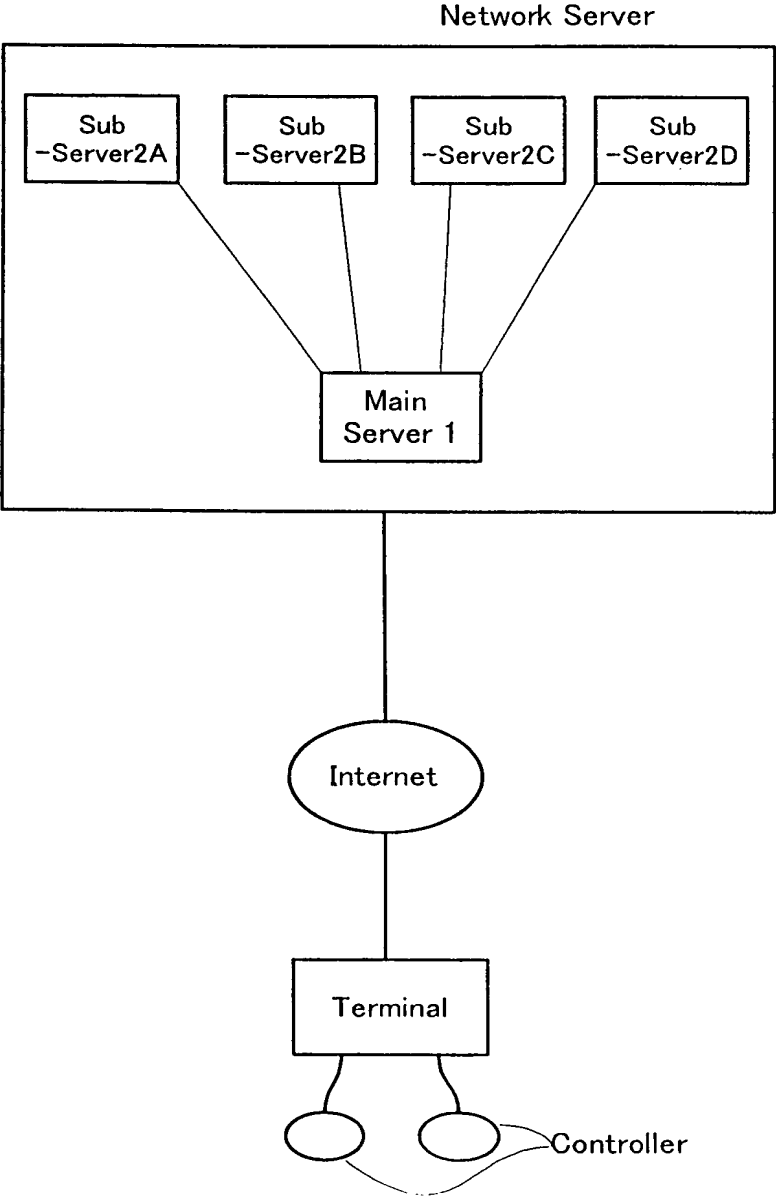 Network Server
Sub
-Server2A
Sub
-Server2B
Sub
-Server2C
Sub
-Server2D
Main
Server 1
Internet
Terminal
Controller